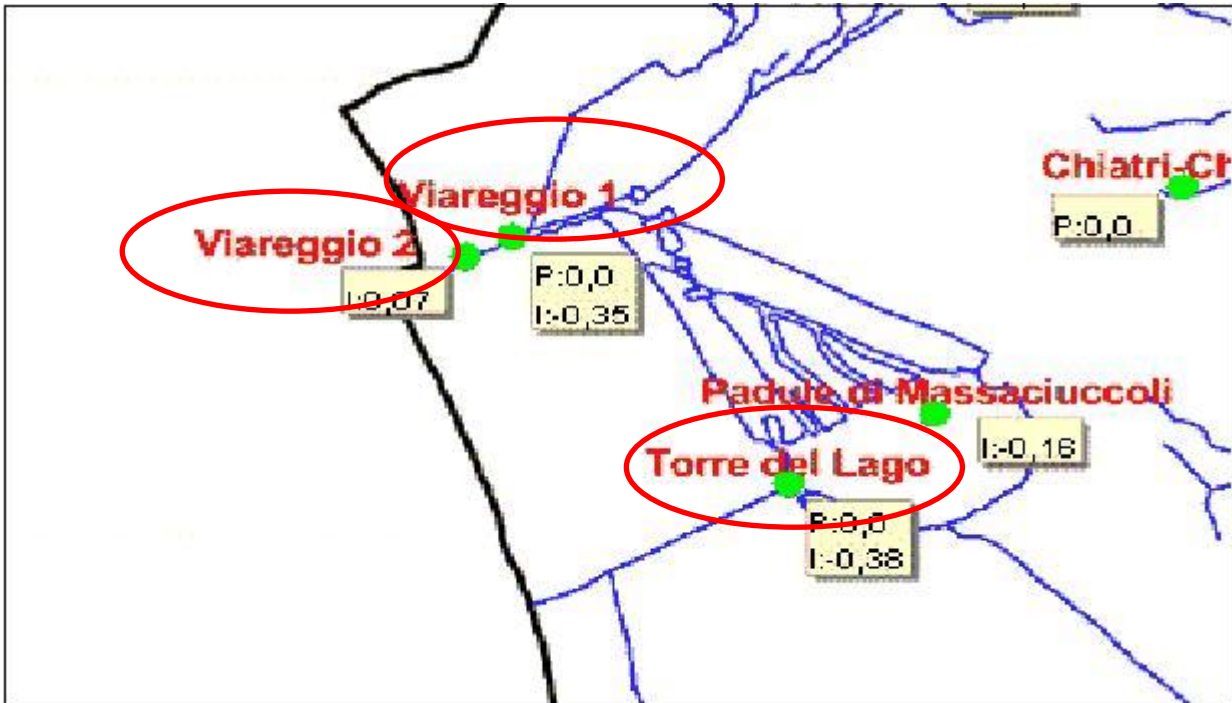 Chiatri-CH
P:0,0
Viareggio 1
Viareggio 2
I:0,07
P:0,0
I:-0,35
Padule di Massaciuccoli
I:-0,16
Torre del Lago
P:0,0
I:-0,38